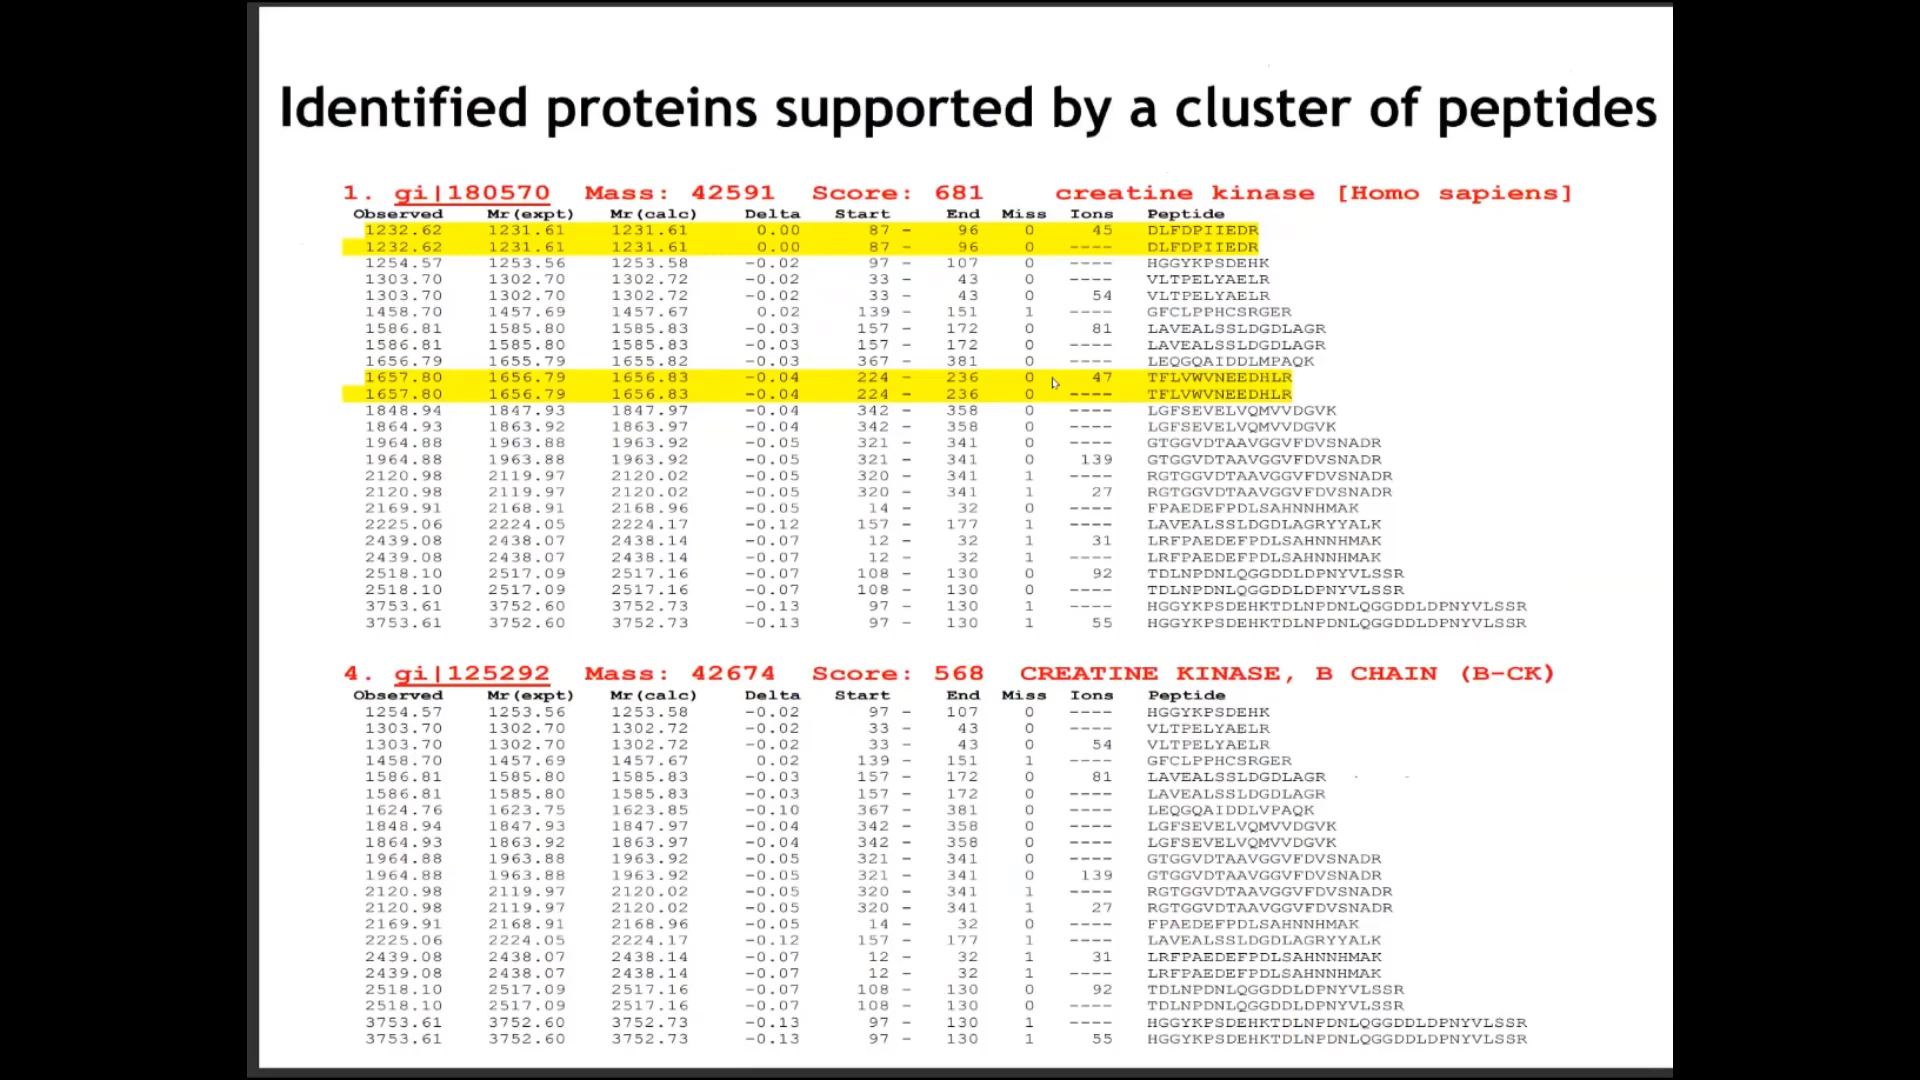 Identified proteins supported by a cluster of peptides
1. gi|180570 Mass: 42591 Score: 681 creatine kinase [Homo sapiens]
Observed Mr(expt) Mr(calc) Delta Start End Miss Ions Peptide
1232.62 1231.61 1231.61 0.00 87 - 96 0 45 DLFDPIIEDR
1232.62 1231.61 1231.61 0.00 87 - 96 0 ---- DLFDPIIEDR
1254.57 1253.56 1253.58 -0.02 97 - 107 0 ---- HGGYKPSDEHK
1303.70 1302.70 1302.72 -0.02 33 - 43 0 ---- VLTPELYAELR
1303.70 1302.70 1302.72 -0.02 33 - 43 0 54 VLTPELYAELR
1458.70 1457.69 1457.67 0.02 139 - 151 1 ---- GFCLPPHCSRGER
1586.81 1585.80 1585.83 -0.03 157 - 172 0 81 LAVEALSSLDGDLAGR
1586.81 1585.80 1585.83 -0.03 157 - 172 0 ---- LAVEALSSLDGDLAGR
1656.79 1655.79 1655.82 -0.03 367 - 381 0 ---- LEQGQAIDDLMPAQK
1657.80 1656.79 1656.83 -0.04 224 - 236 0 47 TFLVWVNEEDHLR
1657.80 1656.79 1656.83 -0.04 224 - 236 0 ---- TFLVWVNEEDHLR
1848.94 1847.93 1847.97 -0.04 342 - 358 0 ---- LGFSEVELVQMVVDGVK
1864.93 1863.92 1863.97 -0.04 342 - 358 0 ---- LGFSEVELVQMVVDGVK
1964.88 1963.88 1963.92 -0.05 321 - 341 0 ---- GTGGVDTAAVGGVFDVSNADR
1964.88 1963.88 1963.92 -0.05 321 - 341 0 139 GTGGVDTAAVGGVFDVSNADR
2120.98 2119.97 2120.02 -0.05 320 - 341 1 ---- RGTGGVDTAAVGGVFDVSNADR
2120.98 2119.97 2120.02 -0.05 320 - 341 1 27 RGTGGVDTAAVGGVFDVSNADR
2169.91 2168.91 2168.96 -0.05 14 - 32 0 ---- FPAEDEFPDLSAHNNHMAK
2225.06 2224.05 2224.17 -0.12 157 - 177 1 ---- LAVEALSSLDGDLAGRYYALK
2439.08 2438.07 2438.14 -0.07 12 - 32 1 31 LRFPAEDEFPDLSAHNNHMAK
2439.08 2438.07 2438.14 -0.07 12 - 32 1 ---- LRFPAEDEFPDLSAHNNHMAK
2518.10 2517.09 2517.16 -0.07 108 - 130 0 92 TDLNPDNLQGGDDLDPNYVLSSR
2518.10 2517.09 2517.16 -0.07 108 - 130 0 ---- TDLNPDNLQGGDDLDPNYVLSSR
3753.61 3752.60 3752.73 -0.13 97 - 130 1 ---- HGGYKPSDEHKTDLNPDNLQGGDDLDPNYVLSSR
3753.61 3752.60 3752.73 -0.13 97 - 130 1 55 HGGYKPSDEHKTDLNPDNLQGGDDLDPNYVLSSR
4. gi|125292 Mass: 42674 Score: 568 CREATINE KINASE, B CHAIN (B-CK)
Observed Mr(expt) Mr(calc) Delta Start End Miss Ions Peptide
1254.57 1253.56 1253.58 -0.02 97 - 107 0 ---- HGGYKPSDEHK
1303.70 1302.70 1302.72 -0.02 33 - 43 0 ---- VLTPELYAELR
1303.70 1302.70 1302.72 -0.02 33 - 43 0 54 VLTPELYAELR
1458.70 1457.69 1457.67 0.02 139 - 151 1 ---- GFCLPPHCSRGER
1586.81 1585.80 1585.83 -0.03 157 - 172 0 81 LAVEALSSLDGDLAGR
1586.81 1585.80 1585.83 -0.03 157 - 172 0 ---- LAVEALSSLDGDLAGR
1624.76 1623.75 1623.85 -0.10 367 - 381 0 ---- LEQGQAIDDLVPAQK
1848.94 1847.93 1847.97 -0.04 342 - 358 0 ---- LGFSEVELVQMVVDGVK
1864.93 1863.92 1863.97 -0.04 342 - 358 0 ---- LGFSEVELVQMVVDGVK
1964.88 1963.88 1963.92 -0.05 321 - 341 0 ---- GTGGVDTAAVGGVFDVSNADR
1964.88 1963.88 1963.92 -0.05 321 - 341 0 139 GTGGVDTAAVGGVFDVSNADR
2120.98 2119.97 2120.02 -0.05 320 - 341 1 ---- RGTGGVDTAAVGGVFDVSNADR
2120.98 2119.97 2120.02 -0.05 320 - 341 1 27 RGTGGVDTAAVGGVFDVSNADR
2169.91 2168.91 2168.96 -0.05 14 - 32 0 ---- FPAEDEFPDLSAHNNHMAK
2225.06 2224.05 2224.17 -0.12 157 - 177 1 ---- LAVEALSSLDGDLAGRYYALK
2439.08 2438.07 2438.14 -0.07 12 - 32 1 31 LRFPAEDEFPDLSAHNNHMAK
2439.08 2438.07 2438.14 -0.07 12 - 32 1 ---- LRFPAEDEFPDLSAHNNHMAK
2518.10 2517.09 2517.16 -0.07 108 - 130 0 92 TDLNPDNLQGGDDLDPNYVLSSR
2518.10 2517.09 2517.16 -0.07 108 - 130 0 ---- TDLNPDNLQGGDDLDPNYVLSSR
3753.61 3752.60 3752.73 -0.13 97 - 130 1 ---- HGGYKPSDEHKTDLNPDNLQGGDDLDPNYVLSSR
3753.61 3752.60 3752.73 -0.13 97 - 130 1 55 HGGYKPSDEHKTDLNPDNLQGGDDLDPNYVLSSR